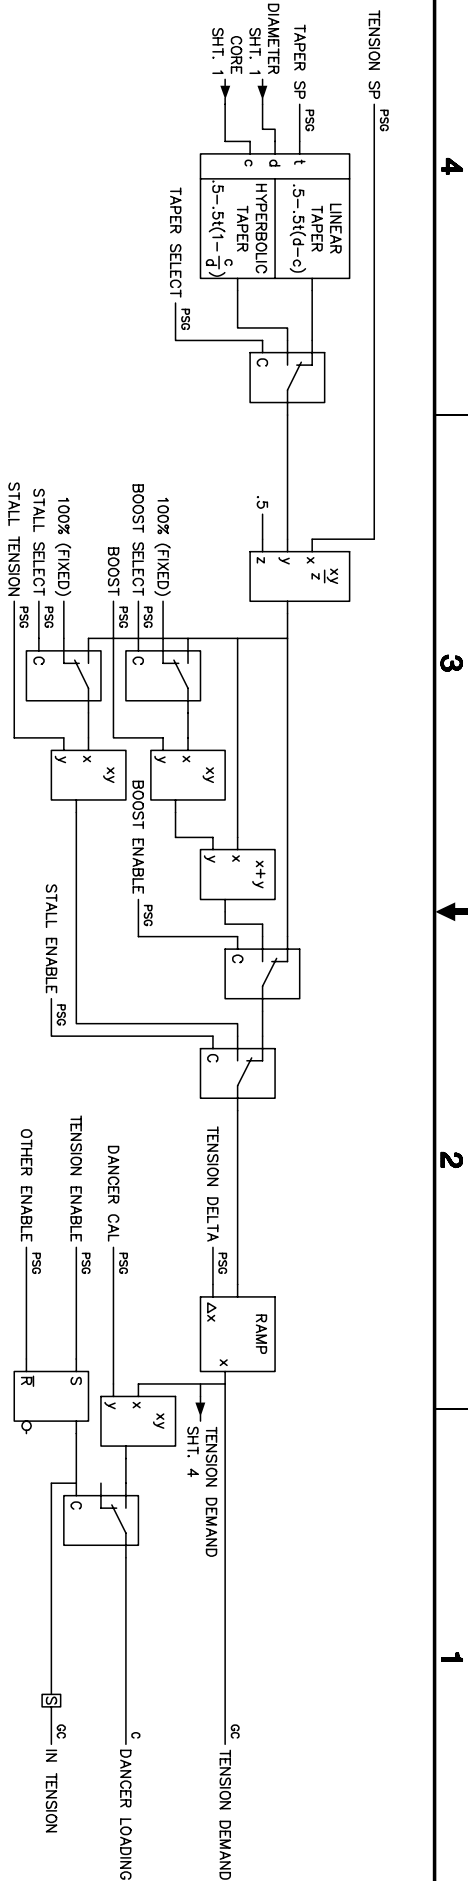 4
3
2
1
TENSION SP
PSG
TAPER SP
PSG
DIAMETER
SHT. 1
CORE
SHT. 1
t
d
c
LINEAR
TAPER
.5-.5t(d-c)
HYPERBOLIC
TAPER
.5-.5t(1-c/d)
TAPER SELECT
PSG
C
xy
z
x
y
z
.5
100% (FIXED)
BOOST SELECT
PSG
BOOST
PSG
C
xy
x
y
100% (FIXED)
STALL SELECT
PSG
STALL TENSION
PSG
C
xy
x
y
x+y
x
y
BOOST ENABLE
PSG
C
STALL ENABLE
PSG
C
TENSION DELTA
PSG
RAMP
Δx
x
TENSION DEMAND
SHT. 4
DANCER CAL
PSG
xy
x
y
TENSION ENABLE
PSG
OTHER ENABLE
PSG
S
R̅
C
GC
TENSION DEMAND
C
DANCER LOADING
S
GC
IN TENSION